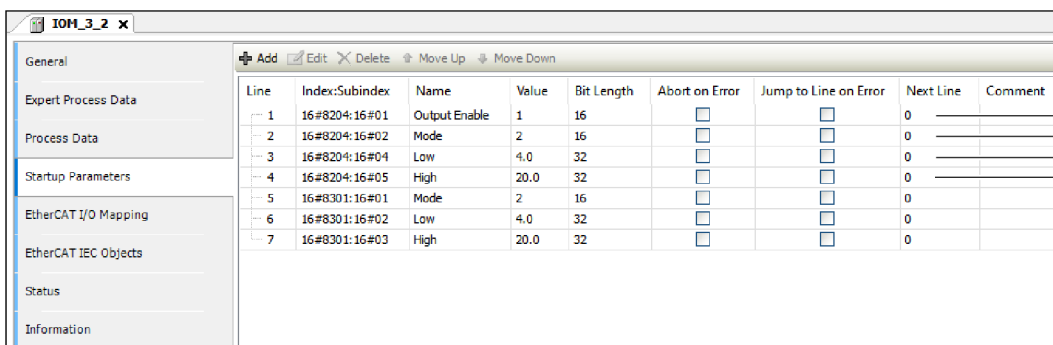 IOM_3_2 X
General
Expert Process Data
Process Data
Startup Parameters
EtherCAT I/O Mapping
EtherCAT IEC Objects
Status
Information
Add Edit Delete Move Up Move Down
Line Index:Subindex Name Value Bit Length Abort on Error Jump to Line on Error Next Line Comment
1 16#8204:16#01 Output Enable 1 16 0
2 16#8204:16#02 Mode 2 16 0
3 16#8204:16#04 Low 4.0 32 0
4 16#8204:16#05 High 20.0 32 0
5 16#8301:16#01 Mode 2 16 0
6 16#8301:16#02 Low 4.0 32 0
7 16#8301:16#03 High 20.0 32 0